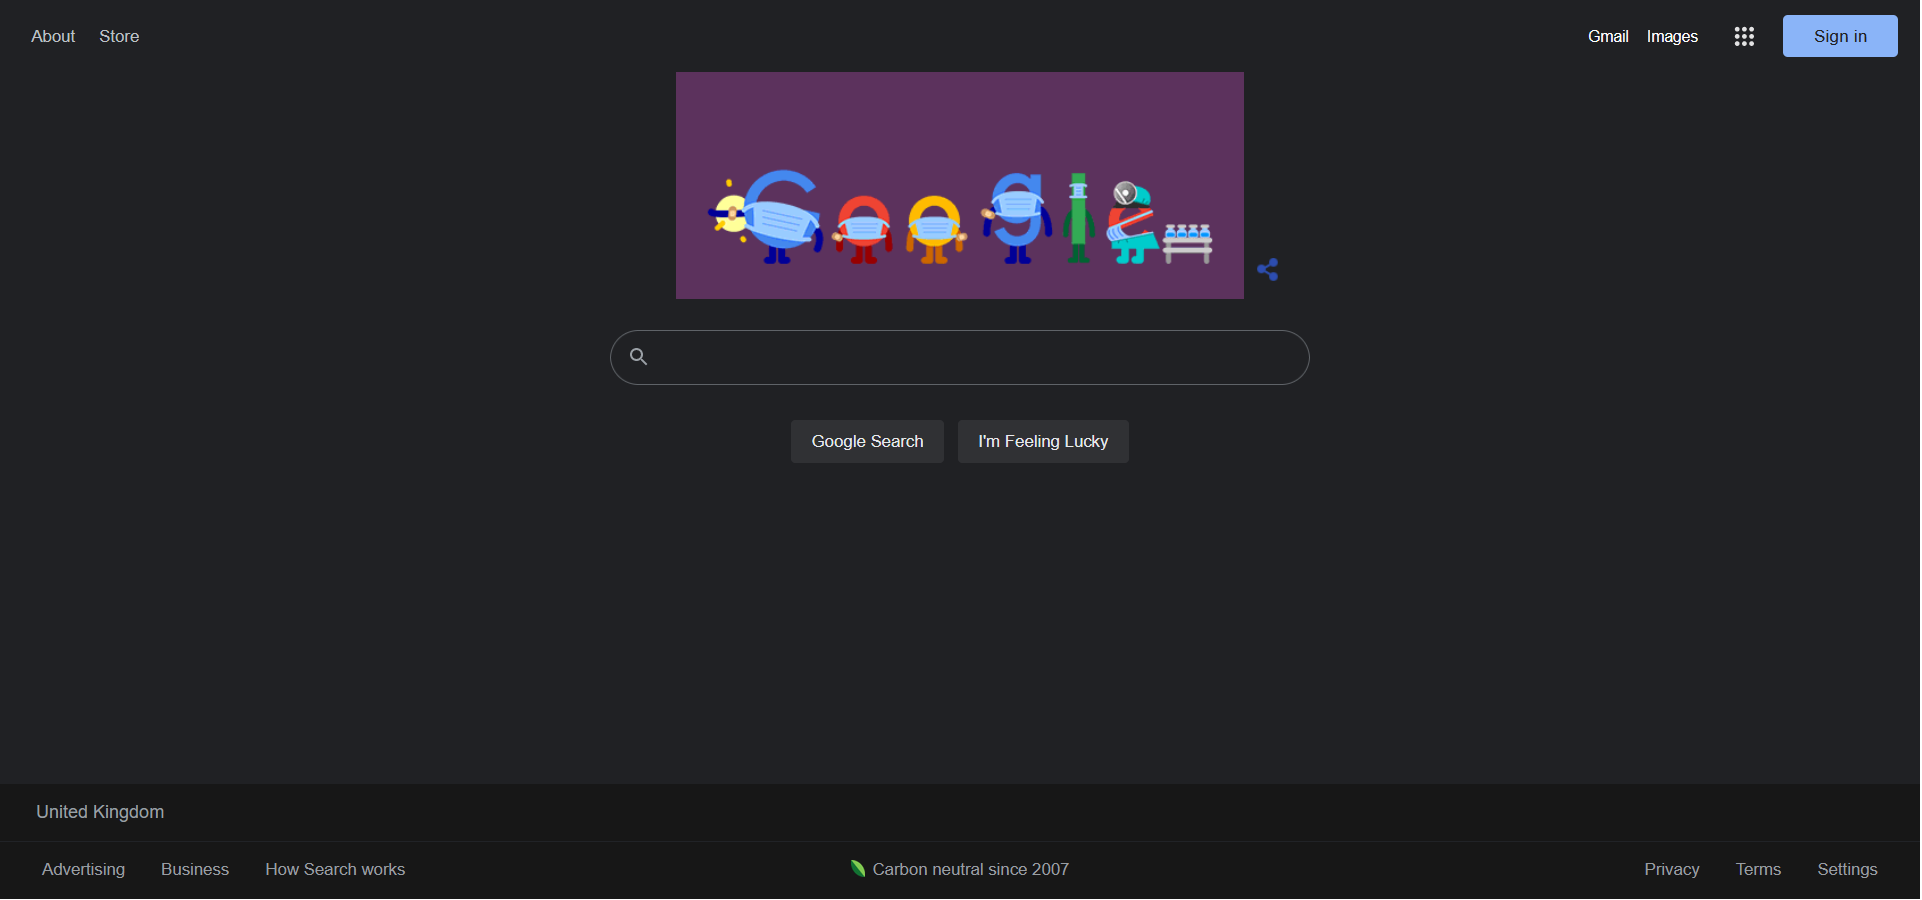 About Store
Gmail Images Sign in
Google
Google Search I'm Feeling Lucky
United Kingdom
Advertising Business How Search works
Carbon neutral since 2007
Privacy Terms Settings